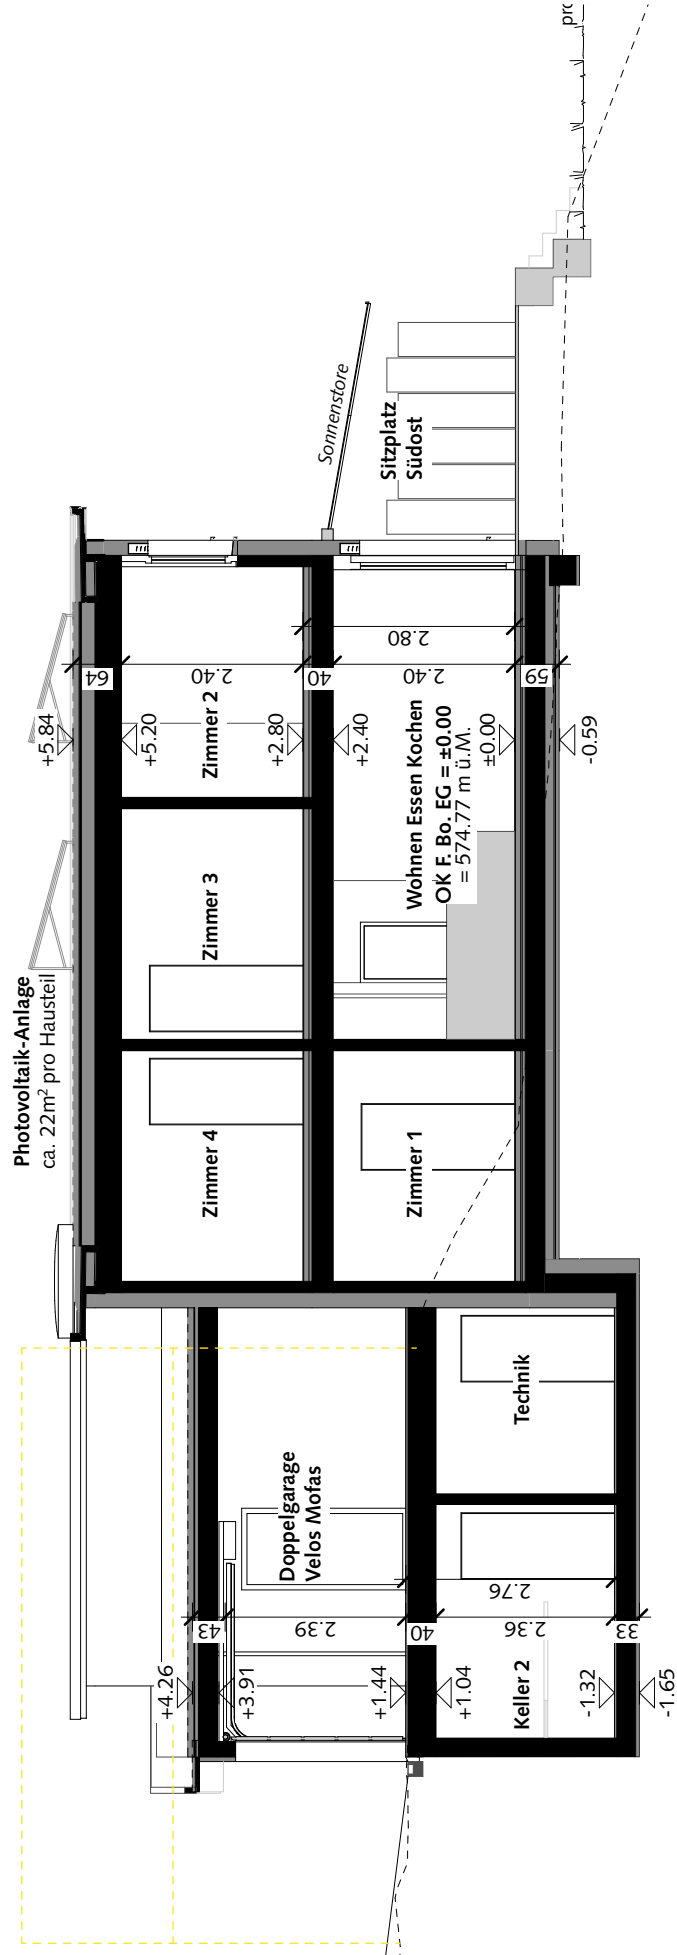 Photovoltaik-Anlage
ca. 22m² pro Hausteil
Sonnenstore
Sitzplatz
Südost
Zimmer 4
Zimmer 3
Zimmer 2
Zimmer 1
Wohnen Essen Kochen
OK F. Bo. EG = ±0.00
= 574.77 m ü.M.
Doppelgarage
Velos Mofas
Keller 2
Technik
+5.84
+5.20
+2.80
+2.40
±0.00
-0.59
64
2.40
40
2.40
59
2.80
+4.26
+3.91
+1.44
+1.04
-1.32
-1.65
43
2.39
40
2.36
33
2.76